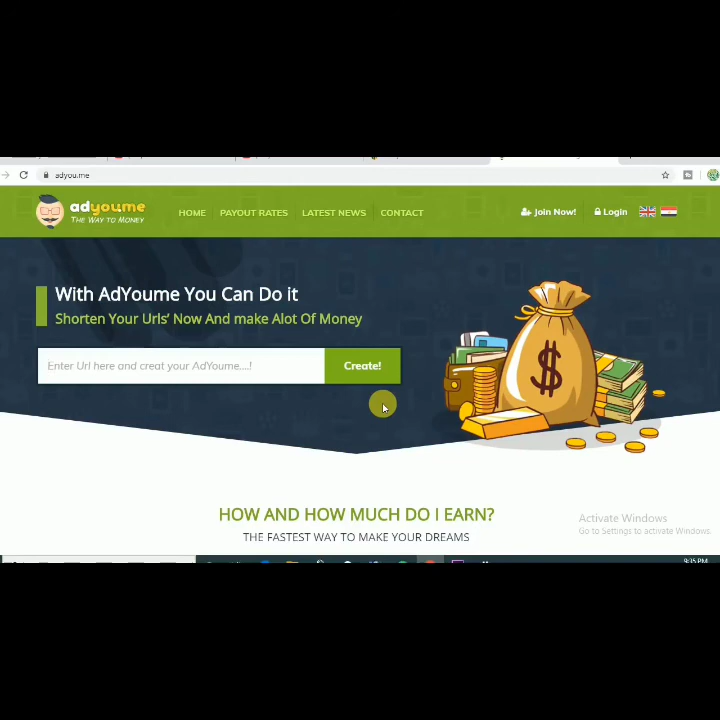 adyou.me
adyoume
THE WAY TO MONEY
HOME
PAYOUT RATES
LATEST NEWS
CONTACT
Join Now!
Login
With AdYoume You Can Do it
Shorten Your Urls' Now And make Alot Of Money
Enter Url here and creat your AdYoume....!
Create!
$
HOW AND HOW MUCH DO I EARN?
THE FASTEST WAY TO MAKE YOUR DREAMS
Activate Windows
Go to Settings to activate Windows.
9:35 PM